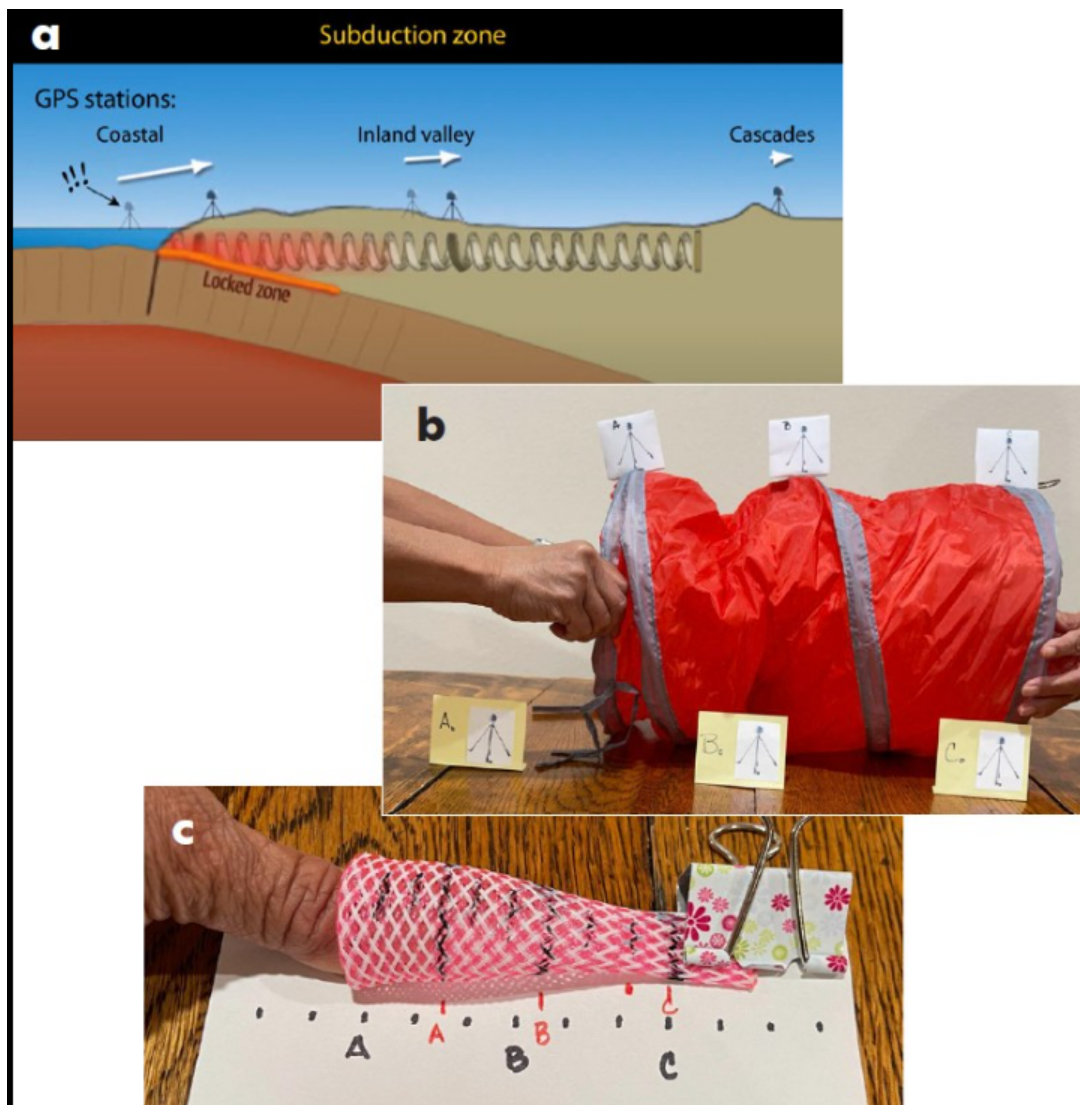 a
Subduction zone
GPS stations:
Coastal
Inland valley
Cascades
!!!
Locked zone
b
A
B
C
A.
B.
C.
c
A
B
C
A
B
C